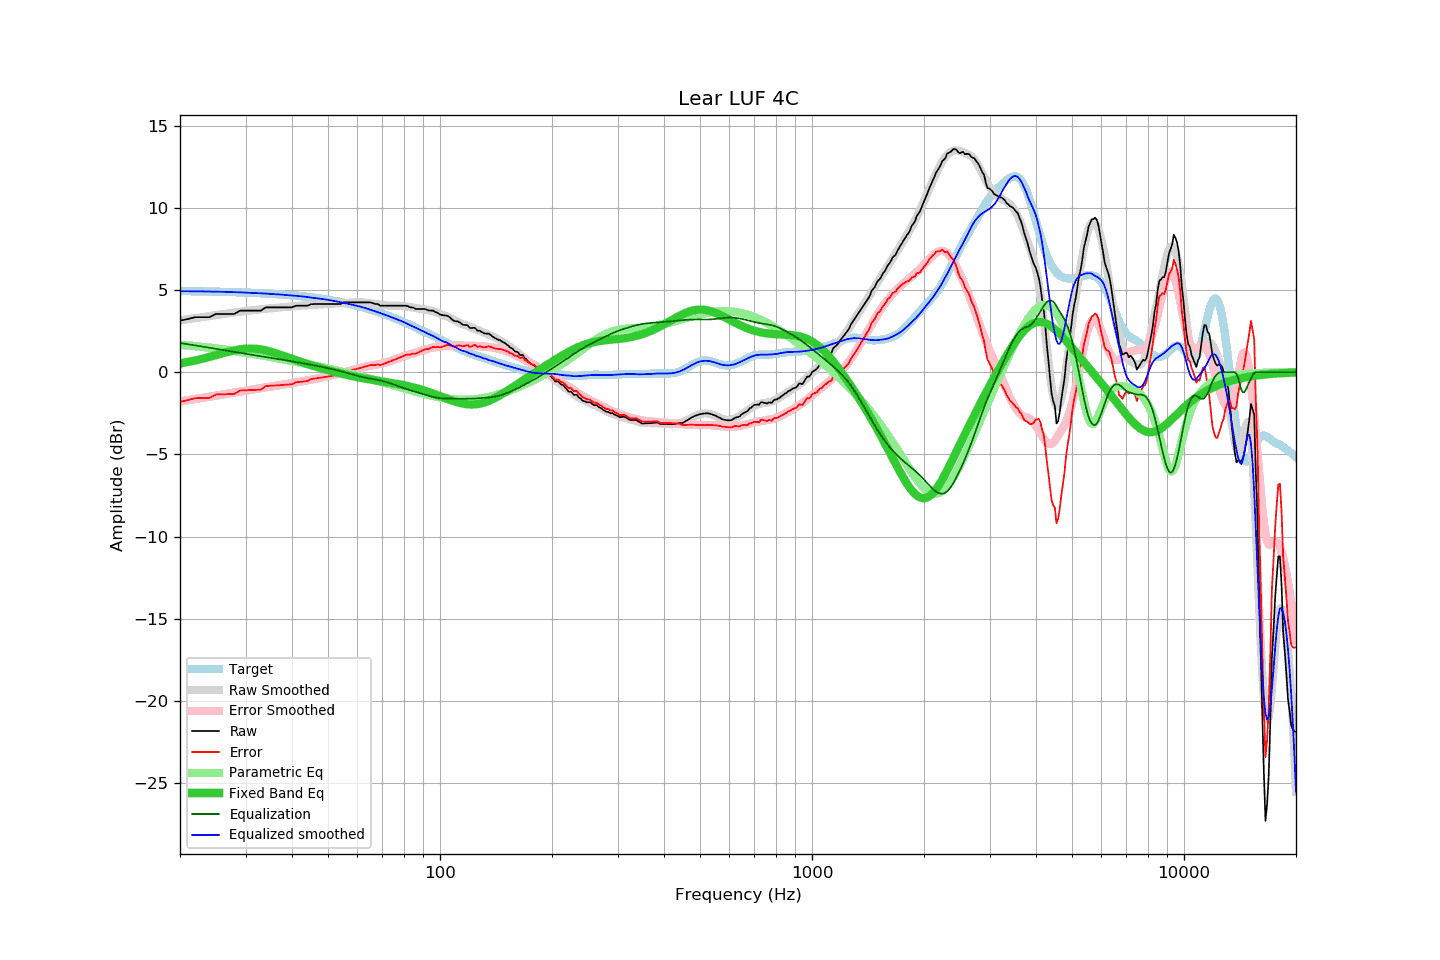 Lear LUF 4C
15
10
5
0
−5
−10
−15
−20
−25
Amplitude (dBr)
Target
Raw Smoothed
Error Smoothed
Raw
Error
Parametric Eq
Fixed Band Eq
Equalization
Equalized smoothed
100
1000
10000
Frequency (Hz)